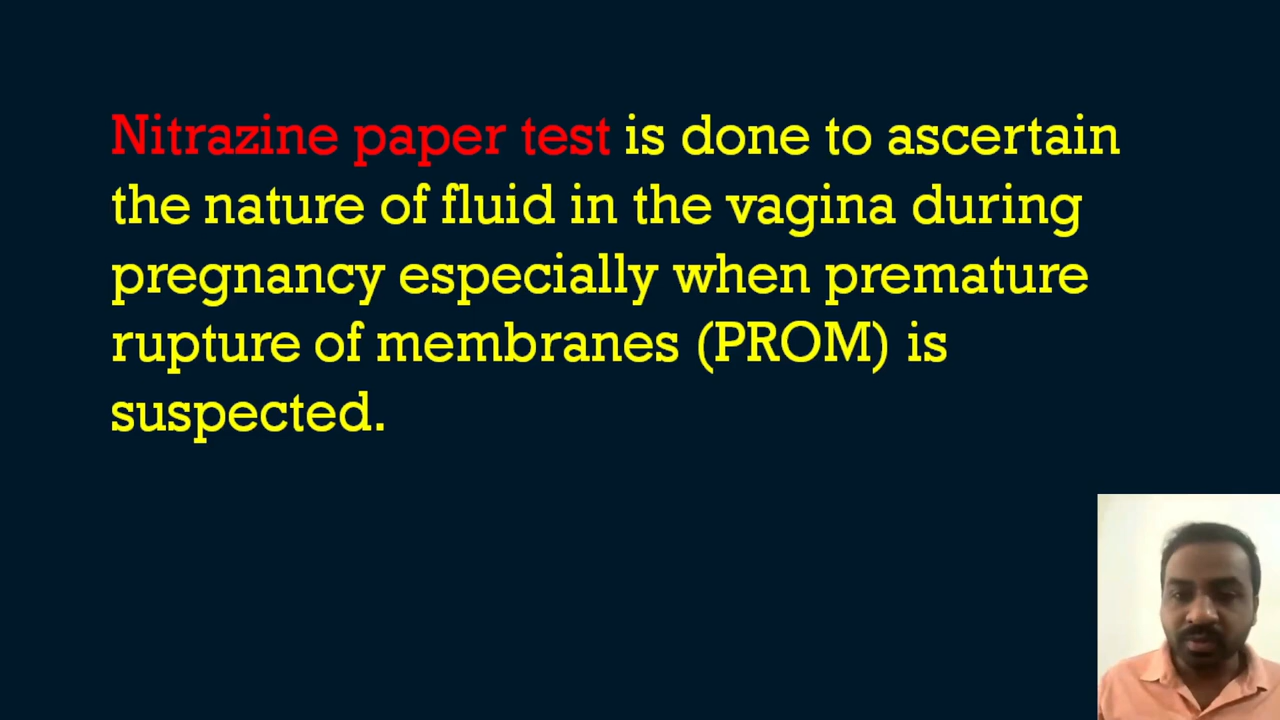 Nitrazine paper test is done to ascertain
the nature of fluid in the vagina during
pregnancy especially when premature
rupture of membranes (PROM) is
suspected.